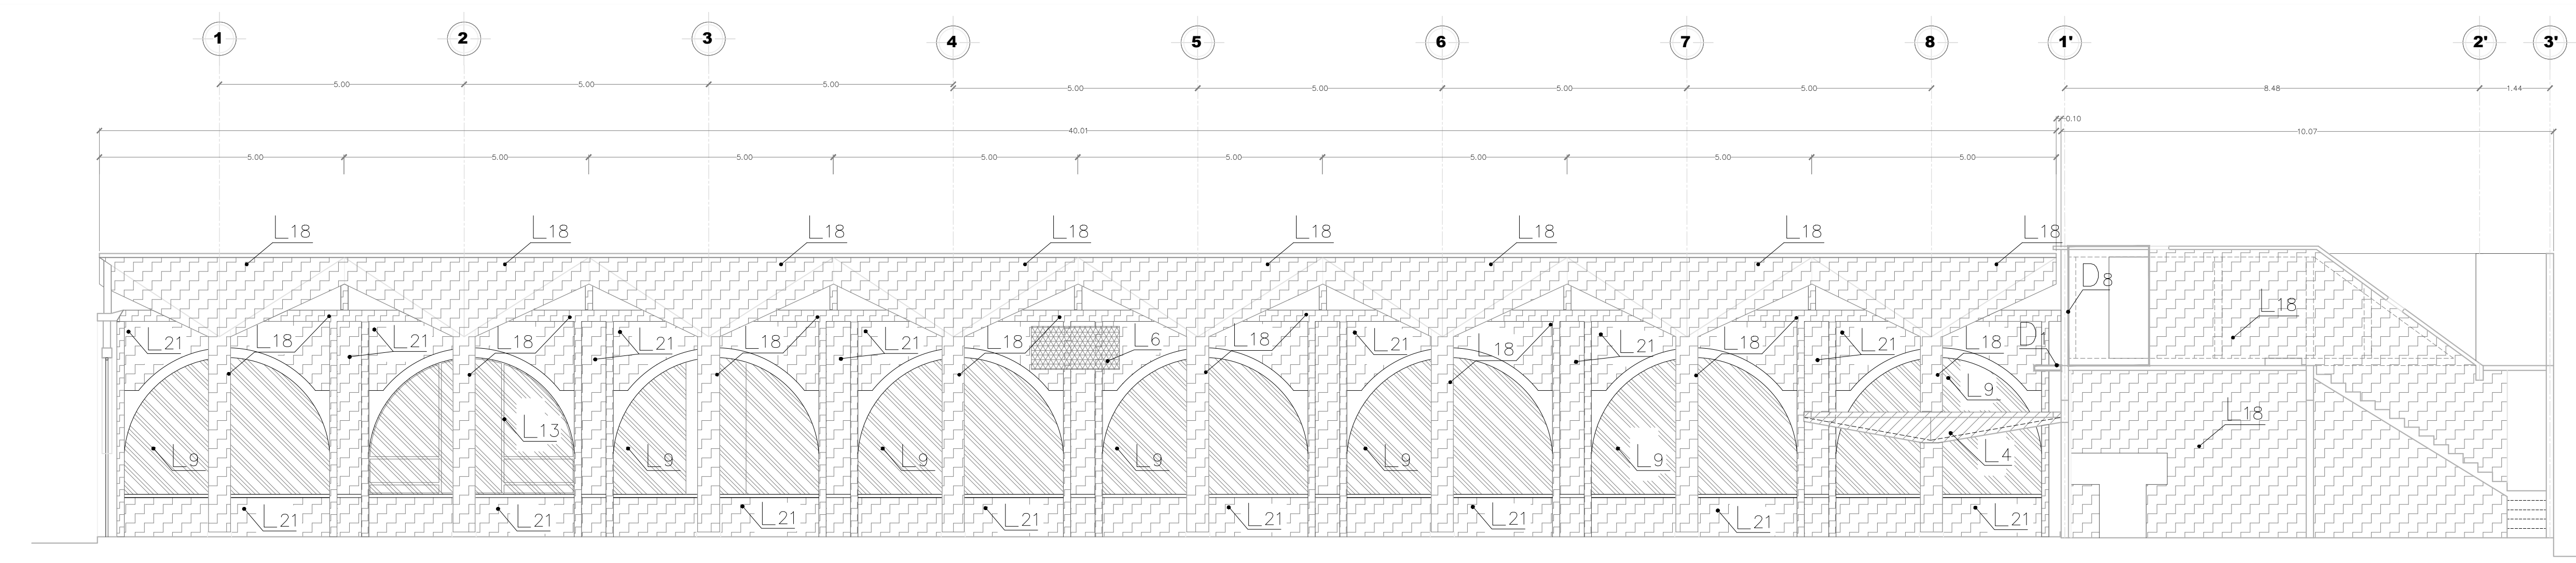 1 2 3 4 5 6 7 8 1' 2' 3'
5.00 5.00 5.00 5.00 5.00 5.00 5.00 8.48 1.44
0.10
40.01 10.07
5.00 5.00 5.00 5.00 5.00 5.00 5.00 5.00
L18 L18 L18 L18 L18 L18 L18 L18
D8
L18
L21 L18 L21 L18 L21 L18 L21 L18 L6 L18 L21 L18 L21 L18 L21 L18 D1
L9
L18
L13
L9 L9 L9 L9 L9 L9 L4
L21 L21 L21 L21 L21 L21 L21 L21